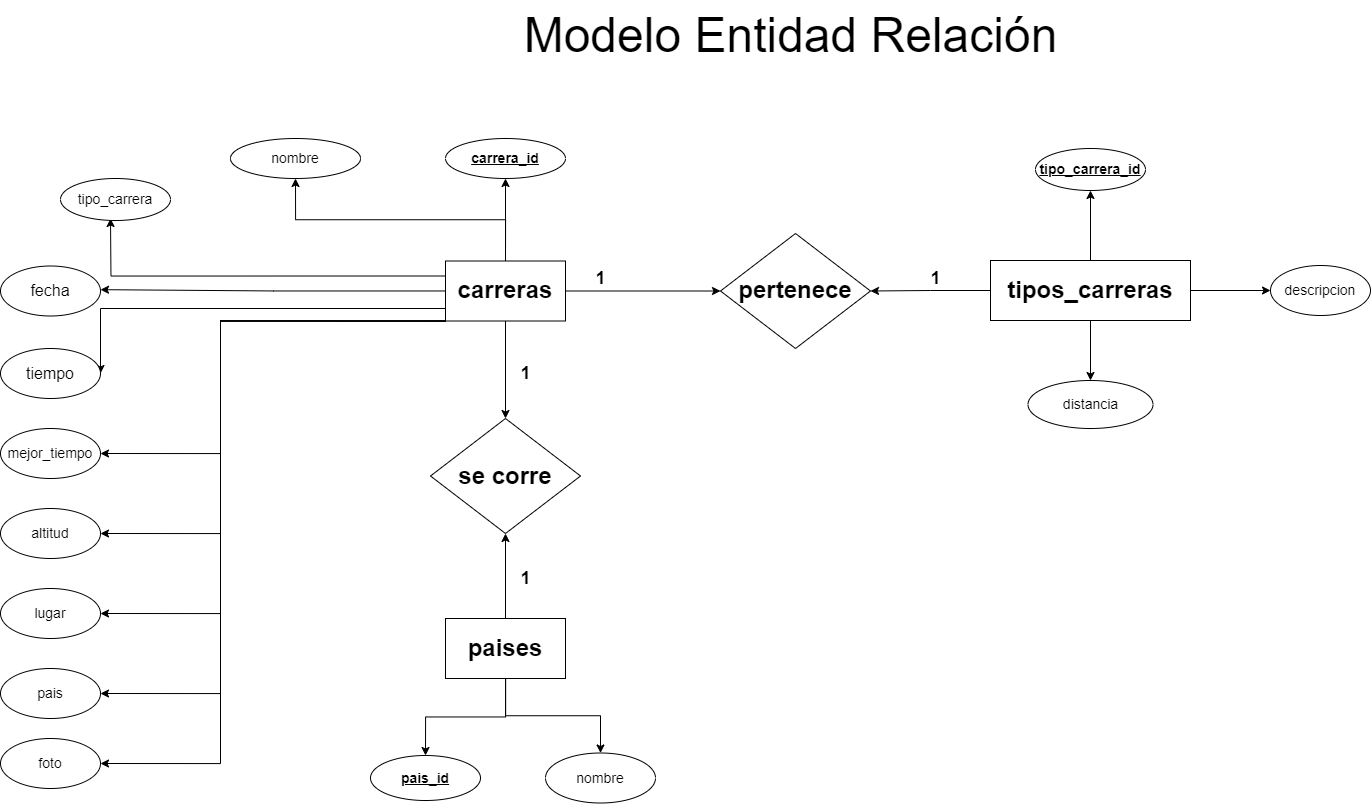 Modelo Entidad Relación
nombre
carrera_id
tipo_carrera_id
tipo_carrera
fecha
carreras
1
pertenece
1
tipos_carreras
descripcion
tiempo
1
distancia
mejor_tiempo
se corre
altitud
1
lugar
paises
pais
foto
pais_id
nombre